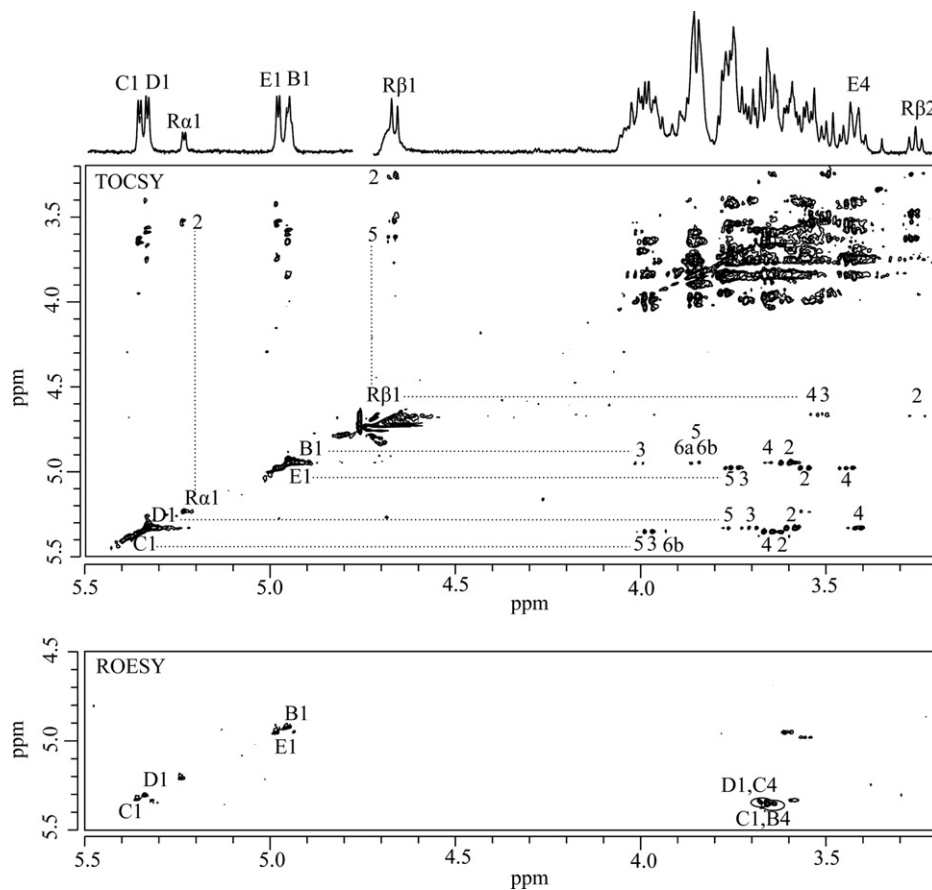 C1 D1
Rα1
E1 B1
Rβ1
E4
Rβ2
TOCSY
2
2
5
3.5
4.0
4.5
5.0
5.5
ppm
Rβ1
4 3
2
B1
3
5
6a 6b
4 2
E1
5 3
2
4
Rα1
D1
5 3
2
4
C1
5 3 6b
4 2
5.5 5.0 4.5 4.0 3.5
ppm
ROESY
4.5
5.0
5.5
ppm
B1
E1
D1
C1
D1,C4
C1,B4
5.5 5.0 4.5 4.0 3.5
ppm